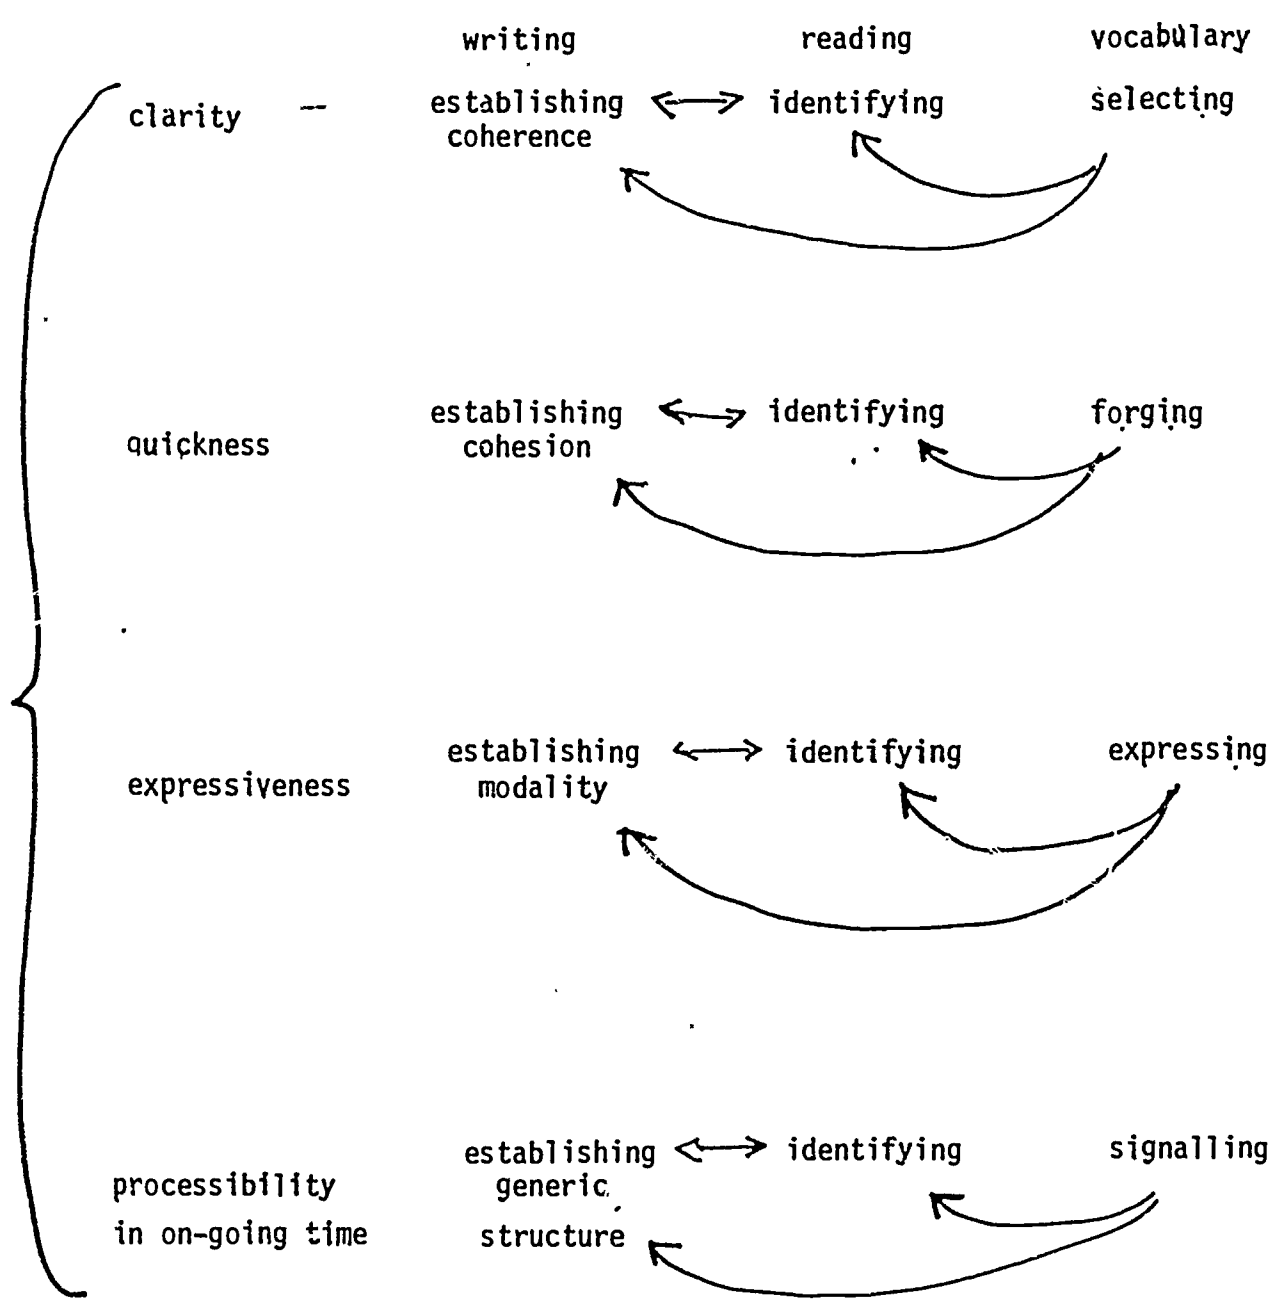 writing reading vocabulary
clarity -- establishing identifying selecting
coherence
establishing identifying forging
quickness cohesion
establishing identifying expressing
expressiveness modality
establishing identifying signalling
processibility generic
in on-going time structure